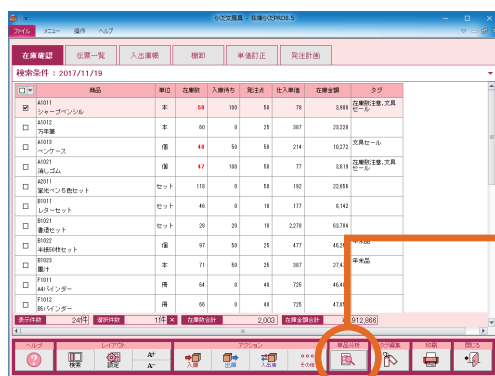 らくだ文房具 - 在庫らくだPRO8.5
ファイル メニュー 操作 ヘルプ
在庫確認 伝票一覧 入出庫帳 棚卸 単価訂正 発注計画
検索条件：2017/11/19
商品 単位 在庫数 入庫待ち 発注点 仕入単価 在庫金額 タグ
A1011
シャープペンシル 本 50 100 50 78 3,900 在庫数注意,文具セール
A1012
万年筆 本 60 0 25 387 23,220
A1013
ペンケース 個 48 50 50 214 10,272 文具セール
A1021
消しゴム 個 47 100 50 77 3,619 在庫数注意,文具セール
A2011
蛍光ペン5色セット セット 118 0 50 192 22,656
B1011
レターセット セット 46 0 10 177 8,142
B1021
書道セット セット 28 20 10 2,278 63,784
B1022
半紙50枚セット 個 97 50 25 477 年末品
B1023
墨汁 本 71 50 25 387 年末品
F1011
A4バインダー 冊 64 0 40 725
F1012
B5バインダー 冊 66 0 40 725
表示件数 24件 選択件数 1件 × 在庫数合計 2,003 在庫金額合計 912,866
ヘルプ レイアウト アクション 単品分析 タグ編集 印刷 閉じる
検索 設定 A+ A- 入庫 出庫 入出庫 その他